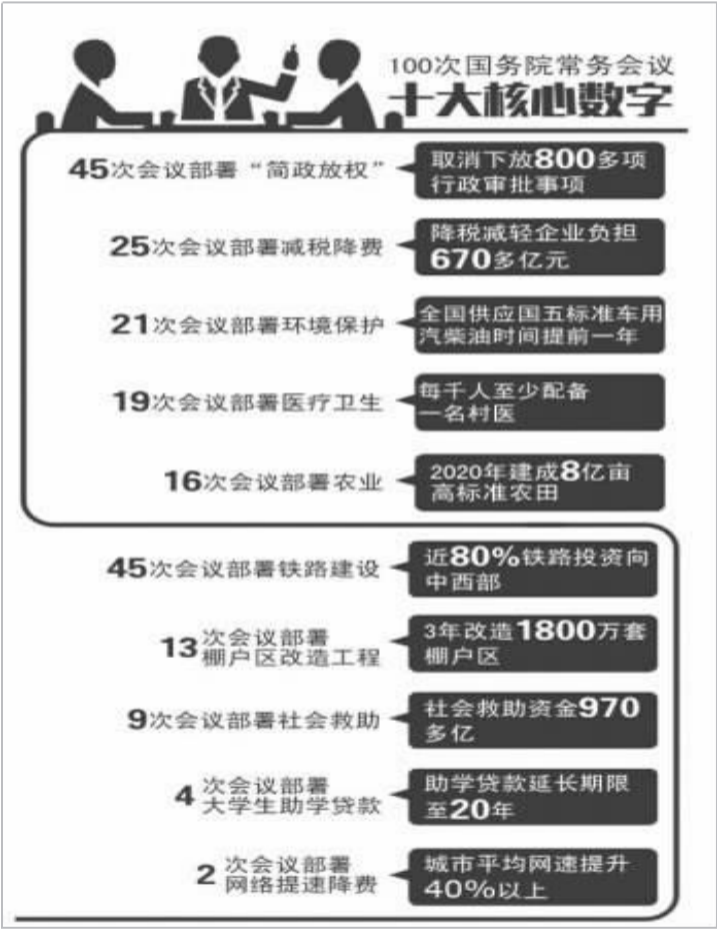 100次国务院常务会议
十大核心数字
45次会议部署“简政放权”
取消下放800多项
行政审批事项
25次会议部署减税降费
降税减轻企业负担
670多亿元
21次会议部署环境保护
全国供应国五标准车用
汽柴油时间提前一年
19次会议部署医疗卫生
每千人至少配备
一名村医
16次会议部署农业
2020年建成8亿亩
高标准农田
45次会议部署铁路建设
近80%铁路投资向
中西部
13次会议部署
棚户区改造工程
3年改造1800万套
棚户区
9次会议部署社会救助
社会救助资金970
多亿
4次会议部署
大学生助学贷款
助学贷款延长期限
至20年
2次会议部署
网络提速降费
城市平均网速提升
40%以上